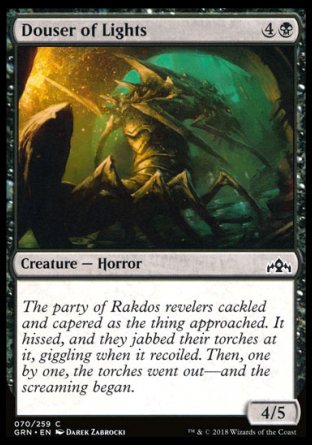 Douser of Lights 4
Creature — Horror
The party of Rakdos revelers cackled
and capered as the thing approached. It
hissed, and they jabbed their torches at
it, giggling when it recoiled. Then, one
by one, the torches went out—and the
screaming began.
070/259 C
GRN • EN DAREK ZABROCKI
™ & © 2018 Wizards of the Coast
4/5